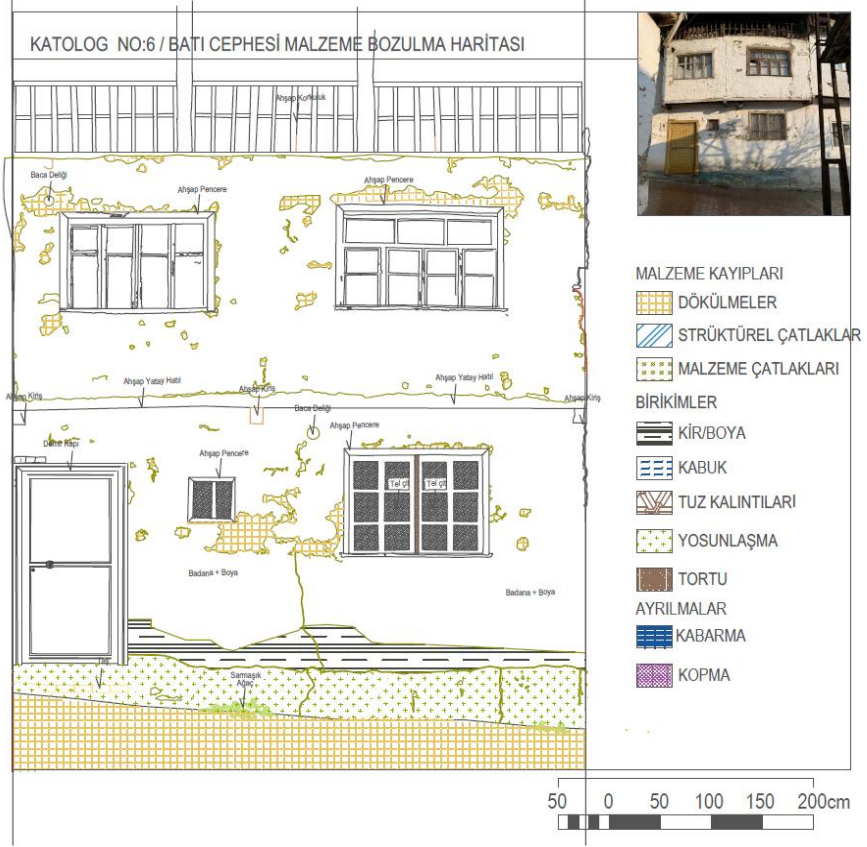 KATOLOG NO:6 / BATI CEPHESİ MALZEME BOZULMA HARİTASI
Ahşap Korkuluk
Baca Deliği
Ahşap Pencere
Ahşap Pencere
Ahşap Yatay Hatıl
Ahşap Kiriş
Ahşap Yatay Hatıl
Ahşap Kiriş
Ahşap Kiriş
Baca Deliği
Demir Kapı
Ahşap Pencere
Ahşap Pencere
Tel çit
Tel çit
Badana + Boya
Badana + Boya
Taş
Sarmaşık
Ağaç
MALZEME KAYIPLARI
DÖKÜLMELER
STRÜKTÜREL ÇATLAKLAR
MALZEME ÇATLAKLARI
BİRİKİMLER
KİR/BOYA
KABUK
TUZ KALINTILARI
YOSUNLAŞMA
TORTU
AYRILMALAR
KABARMA
KOPMA
50 0 50 100 150 200cm